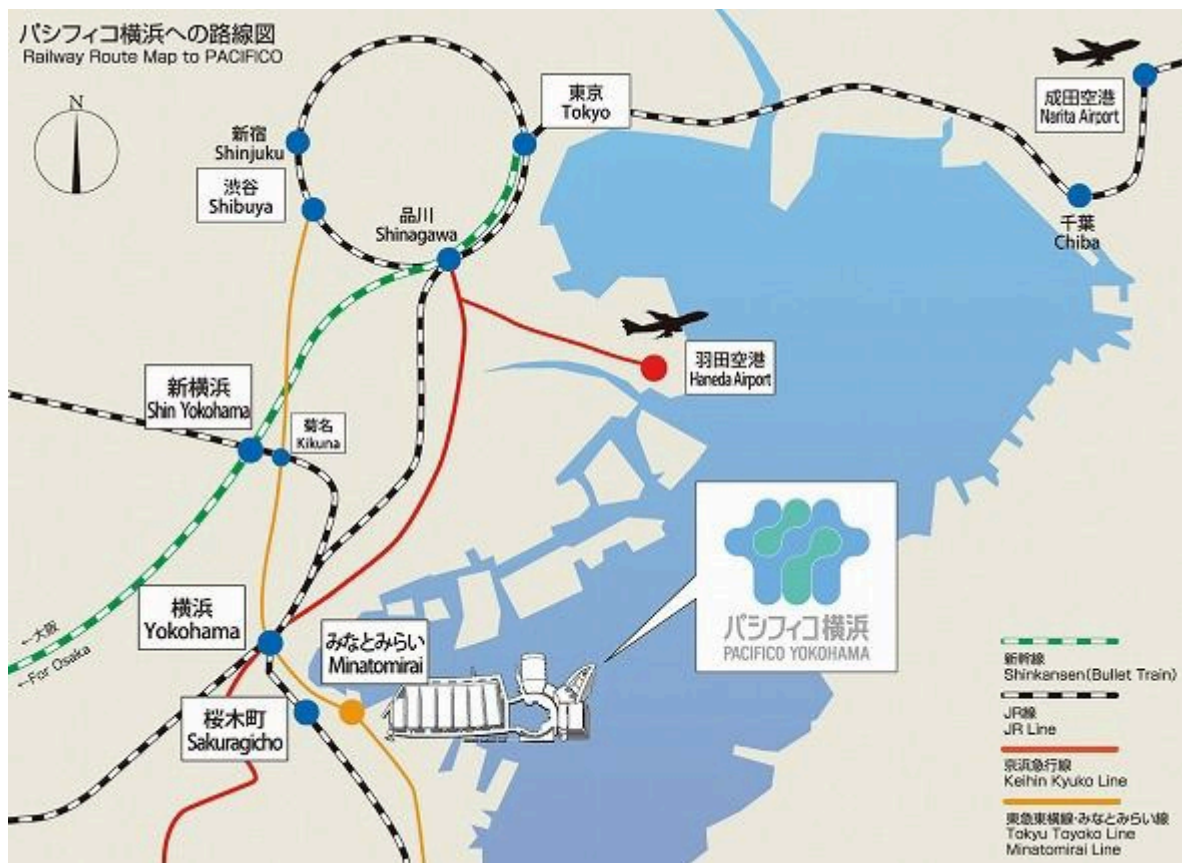 パシフィコ横浜への路線図
Railway Route Map to PACIFICO
N
東京
Tokyo
成田空港
Narita Airport
新宿
Shinjuku
渋谷
Shibuya
品川
Shinagawa
千葉
Chiba
羽田空港
Haneda Airport
新横浜
Shin Yokohama
菊名
Kikuna
横浜
Yokohama
みなとみらい
Minatomirai
パシフィコ横浜
PACIFICO YOKOHAMA
←大阪
←For Osaka
桜木町
Sakuragicho
新幹線
Shinkansen(Bullet Train)
JR線
JR Line
京浜急行線
Keihin Kyuko Line
東急東横線・みなとみらい線
Tokyu Toyoko Line
Minatomirai Line